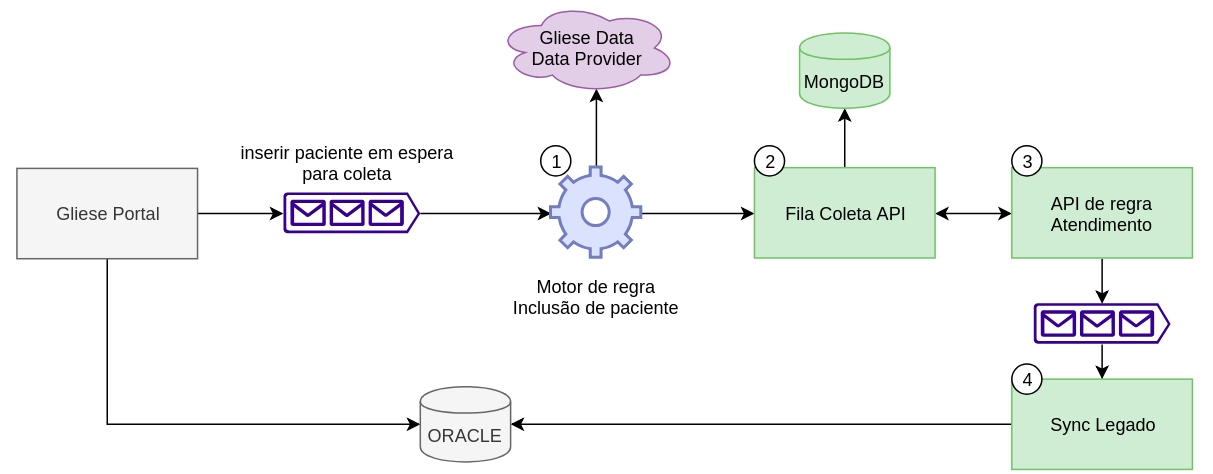 Gliese Data
Data Provider
MongoDB
inserir paciente em espera
para coleta
1
2
3
Gliese Portal
Fila Coleta API
API de regra
Atendimento
Motor de regra
Inclusão de paciente
4
ORACLE
Sync Legado